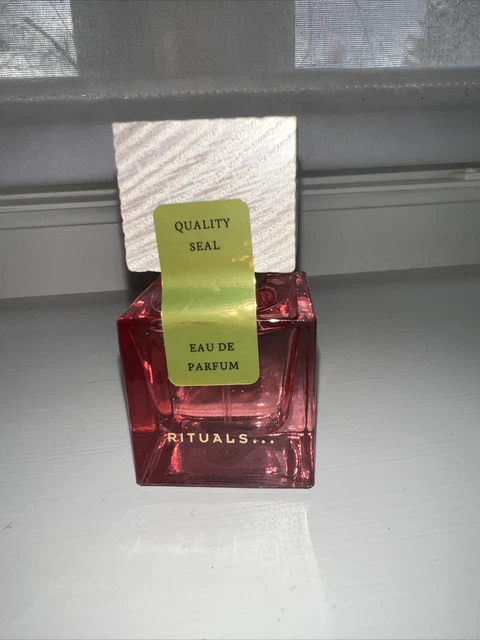 QUALITY
SEAL
EAU DE
PARFUM
RITUALS...